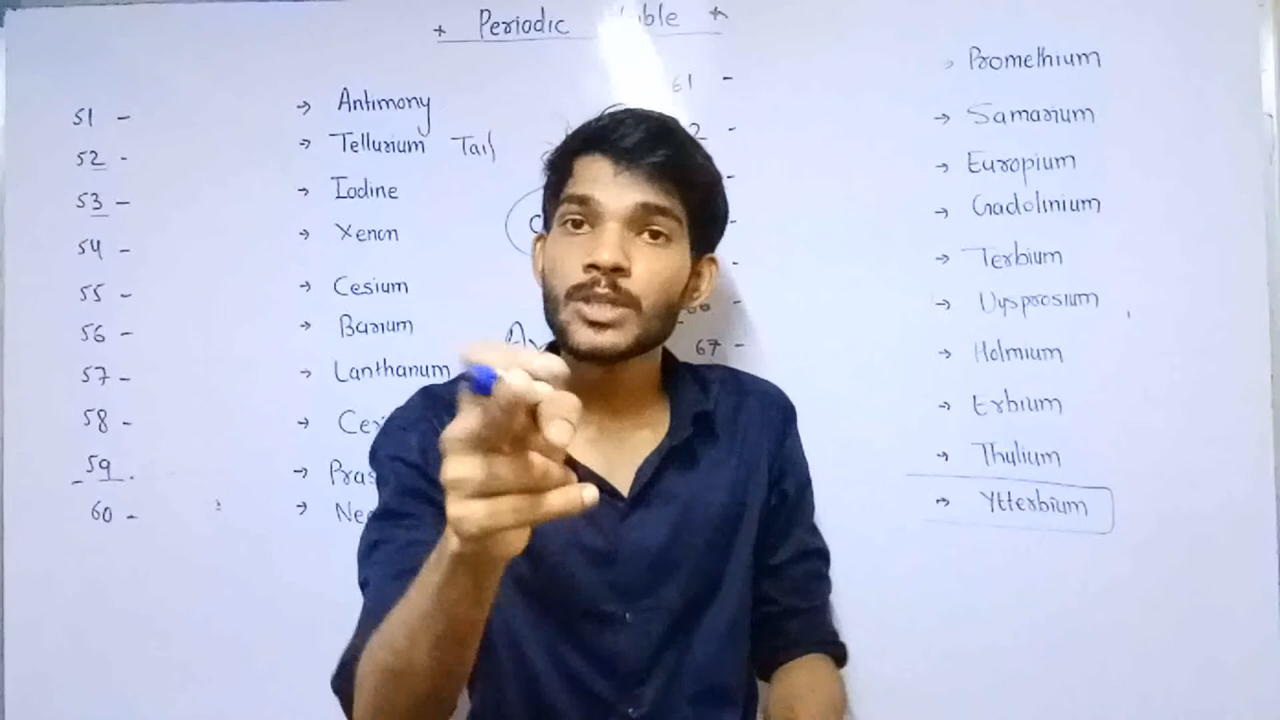 + Periodic
51 - → Antimony
52 - → Tellurium Tail
53 - → Iodine
54 - → Xenon
55 - → Cesium
56 - → Barium
57 - → Lanthanum
58 - →
59 →
60 - →
61 - → Promethium
→ Samarium
→ Europium
→ Gadolinium
→ Terbium
→ Dysprosium
67 - → Holmium
→ Erbium
→ Thulium
→ Ytterbium